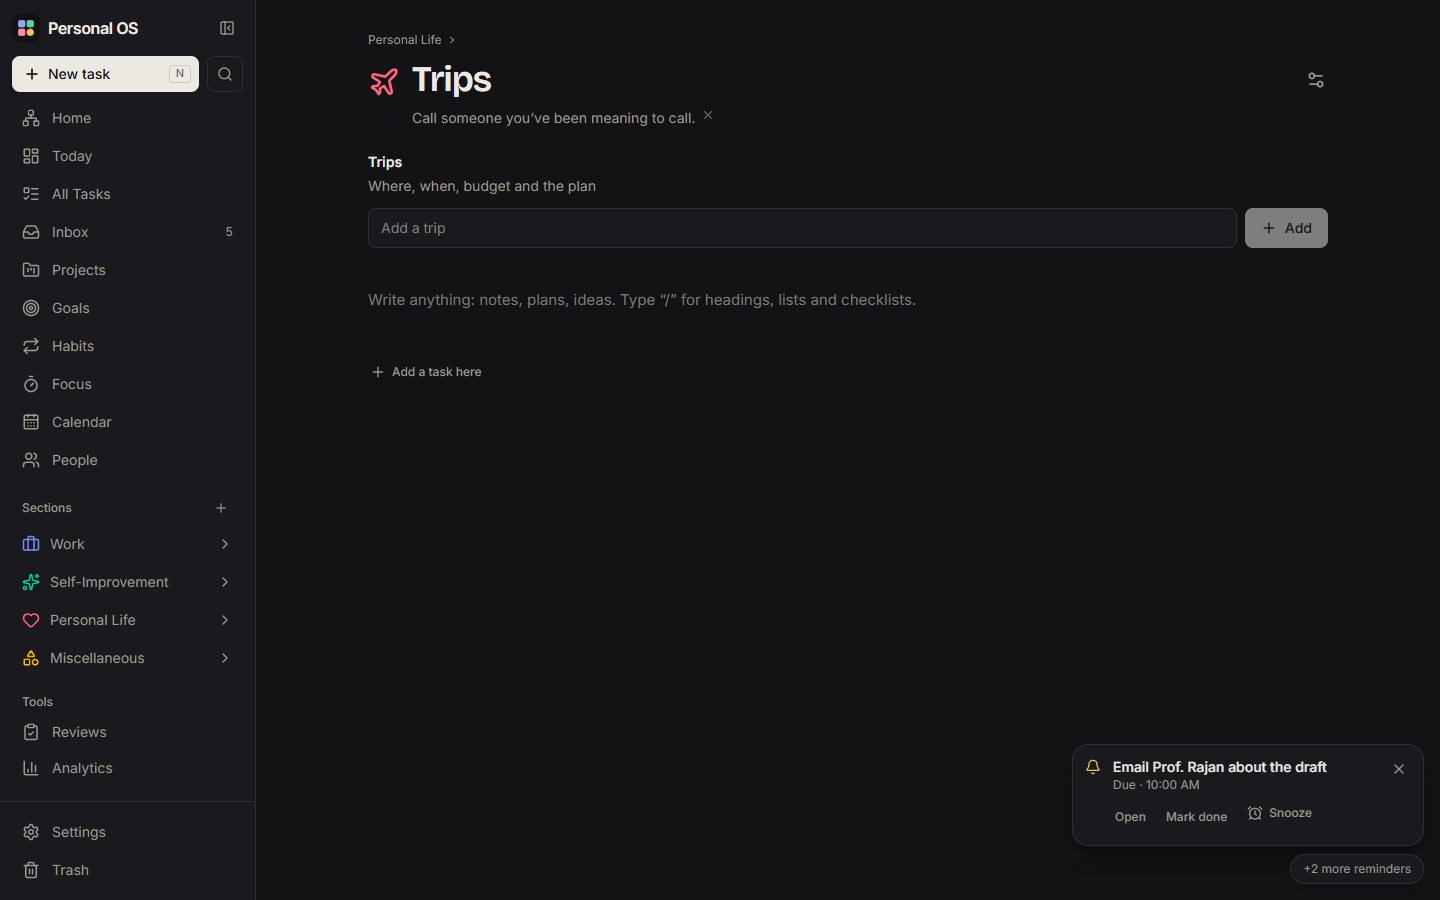 Personal OS
New task N
Home
Today
All Tasks
Inbox 5
Projects
Goals
Habits
Focus
Calendar
People
Sections
Work
Self-Improvement
Personal Life
Miscellaneous
Tools
Reviews
Analytics
Settings
Trash
Personal Life
Trips
Call someone you’ve been meaning to call.
Trips
Where, when, budget and the plan
Add a trip
Add
Write anything: notes, plans, ideas. Type “/” for headings, lists and checklists.
Add a task here
Email Prof. Rajan about the draft
Due · 10:00 AM
Open Mark done Snooze
+2 more reminders